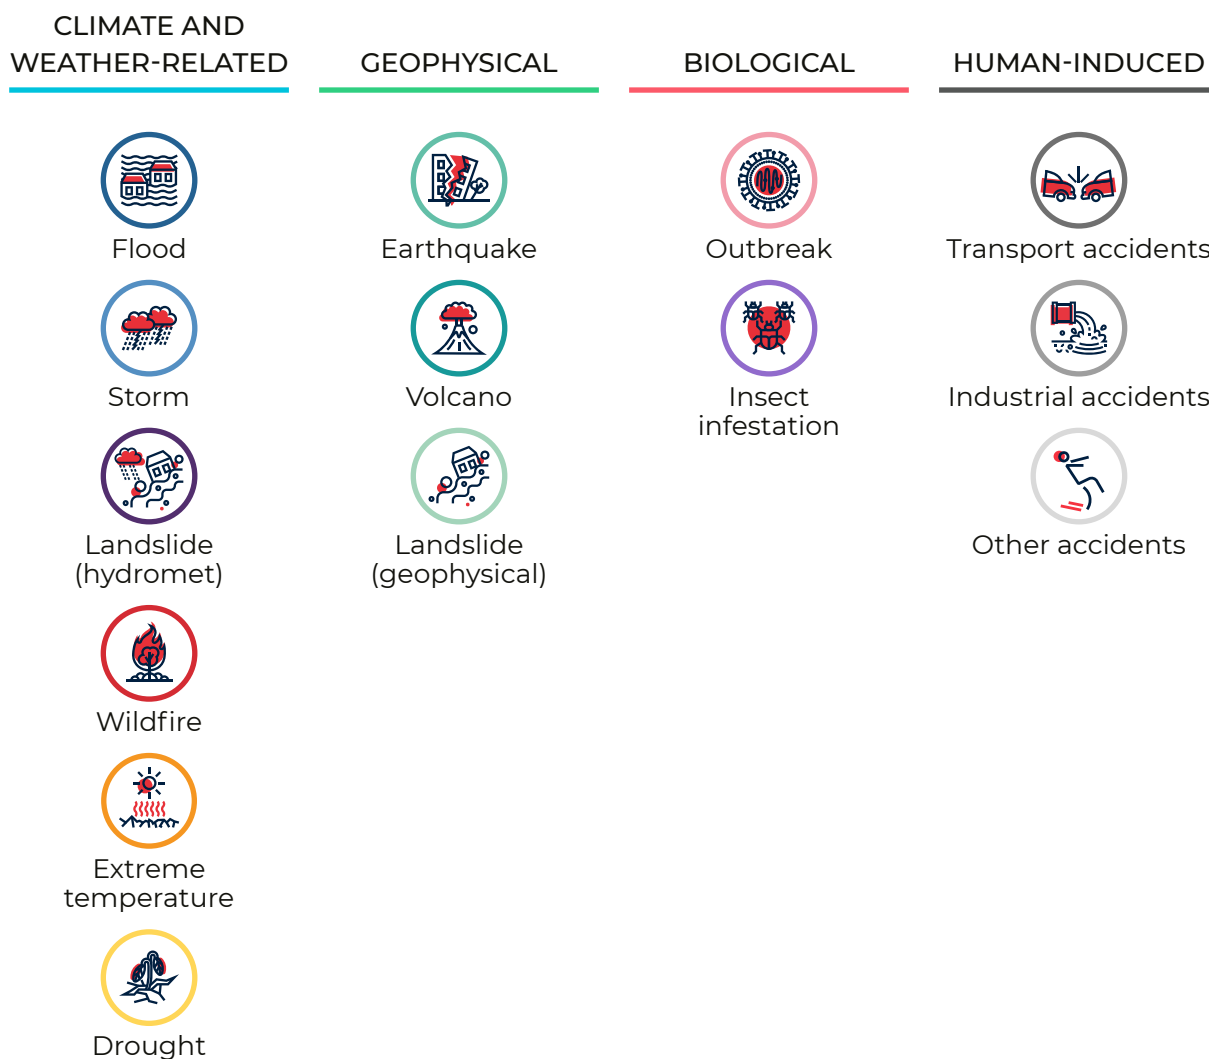 CLIMATE AND
WEATHER-RELATED
Flood
Storm
Landslide
(hydromet)
Wildfire
Extreme
temperature
Drought
GEOPHYSICAL
Earthquake
Volcano
Landslide
(geophysical)
BIOLOGICAL
Outbreak
Insect
infestation
HUMAN-INDUCED
Transport accidents
Industrial accidents
Other accidents